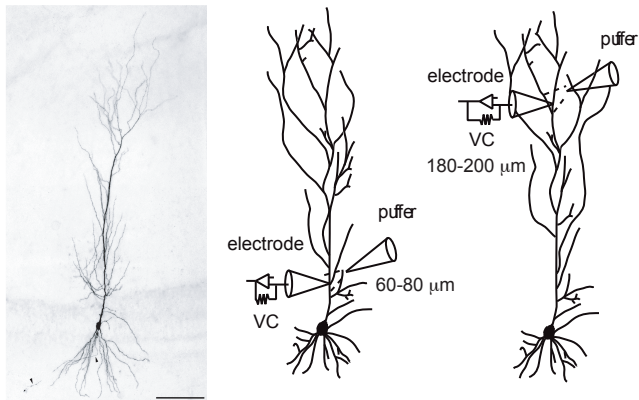 electrode
puffer
60-80 μm
VC
puffer
electrode
VC
180-200 μm